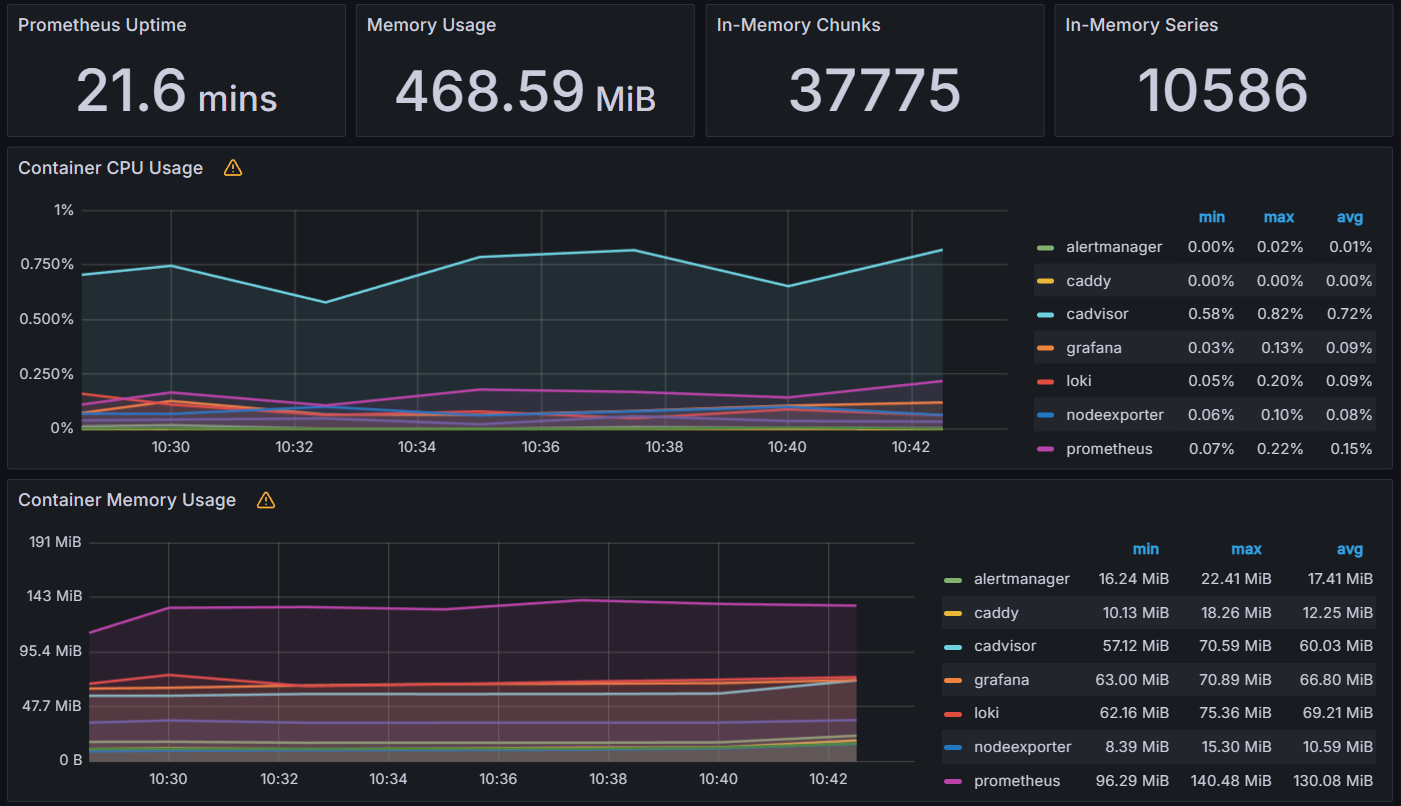 Prometheus Uptime
21.6 mins
Memory Usage
468.59 MiB
In-Memory Chunks
37775
In-Memory Series
10586
Container CPU Usage
1%
0.750%
0.500%
0.250%
0%
10:30 10:32 10:34 10:36 10:38 10:40 10:42
min max avg
alertmanager 0.00% 0.02% 0.01%
caddy 0.00% 0.00% 0.00%
cadvisor 0.58% 0.82% 0.72%
grafana 0.03% 0.13% 0.09%
loki 0.05% 0.20% 0.09%
nodeexporter 0.06% 0.10% 0.08%
prometheus 0.07% 0.22% 0.15%
Container Memory Usage
191 MiB
143 MiB
95.4 MiB
47.7 MiB
0 B
10:30 10:32 10:34 10:36 10:38 10:40 10:42
min max avg
alertmanager 16.24 MiB 22.41 MiB 17.41 MiB
caddy 10.13 MiB 18.26 MiB 12.25 MiB
cadvisor 57.12 MiB 70.59 MiB 60.03 MiB
grafana 63.00 MiB 70.89 MiB 66.80 MiB
loki 62.16 MiB 75.36 MiB 69.21 MiB
nodeexporter 8.39 MiB 15.30 MiB 10.59 MiB
prometheus 96.29 MiB 140.48 MiB 130.08 MiB